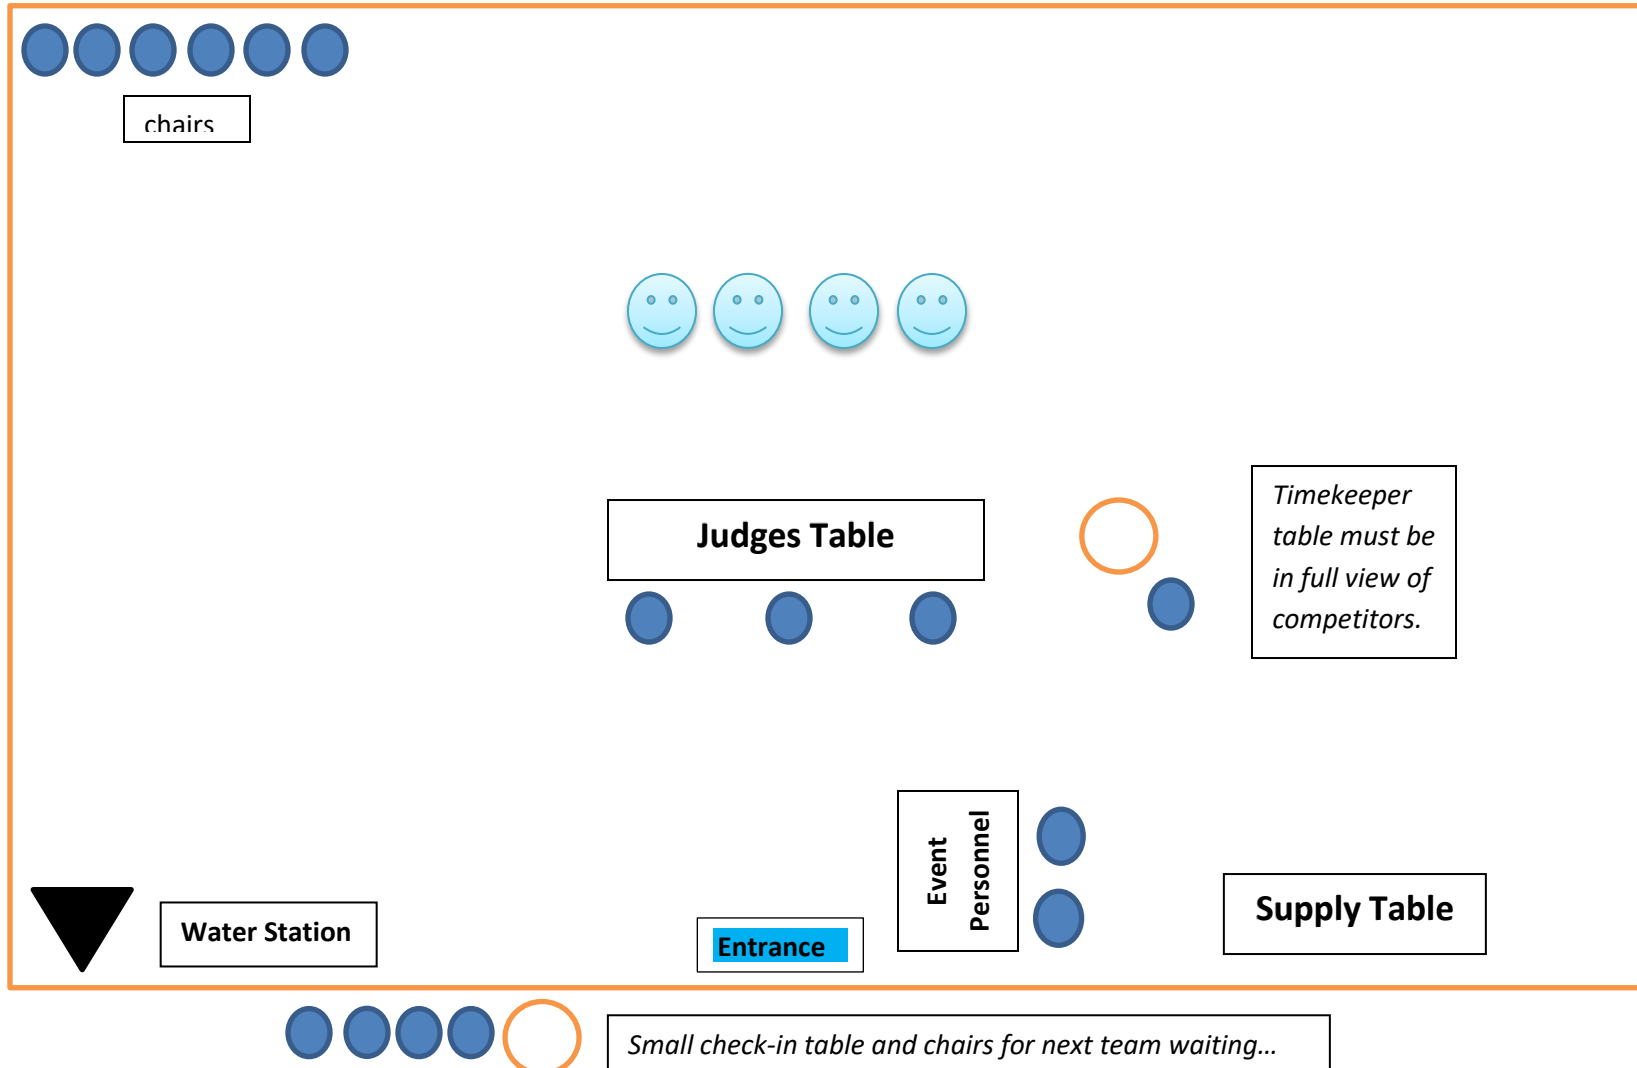 chairs
Judges Table
Timekeeper
table must be
in full view of
competitors.
Event
Personnel
Supply Table
Water Station
Entrance
Small check-in table and chairs for next team waiting…